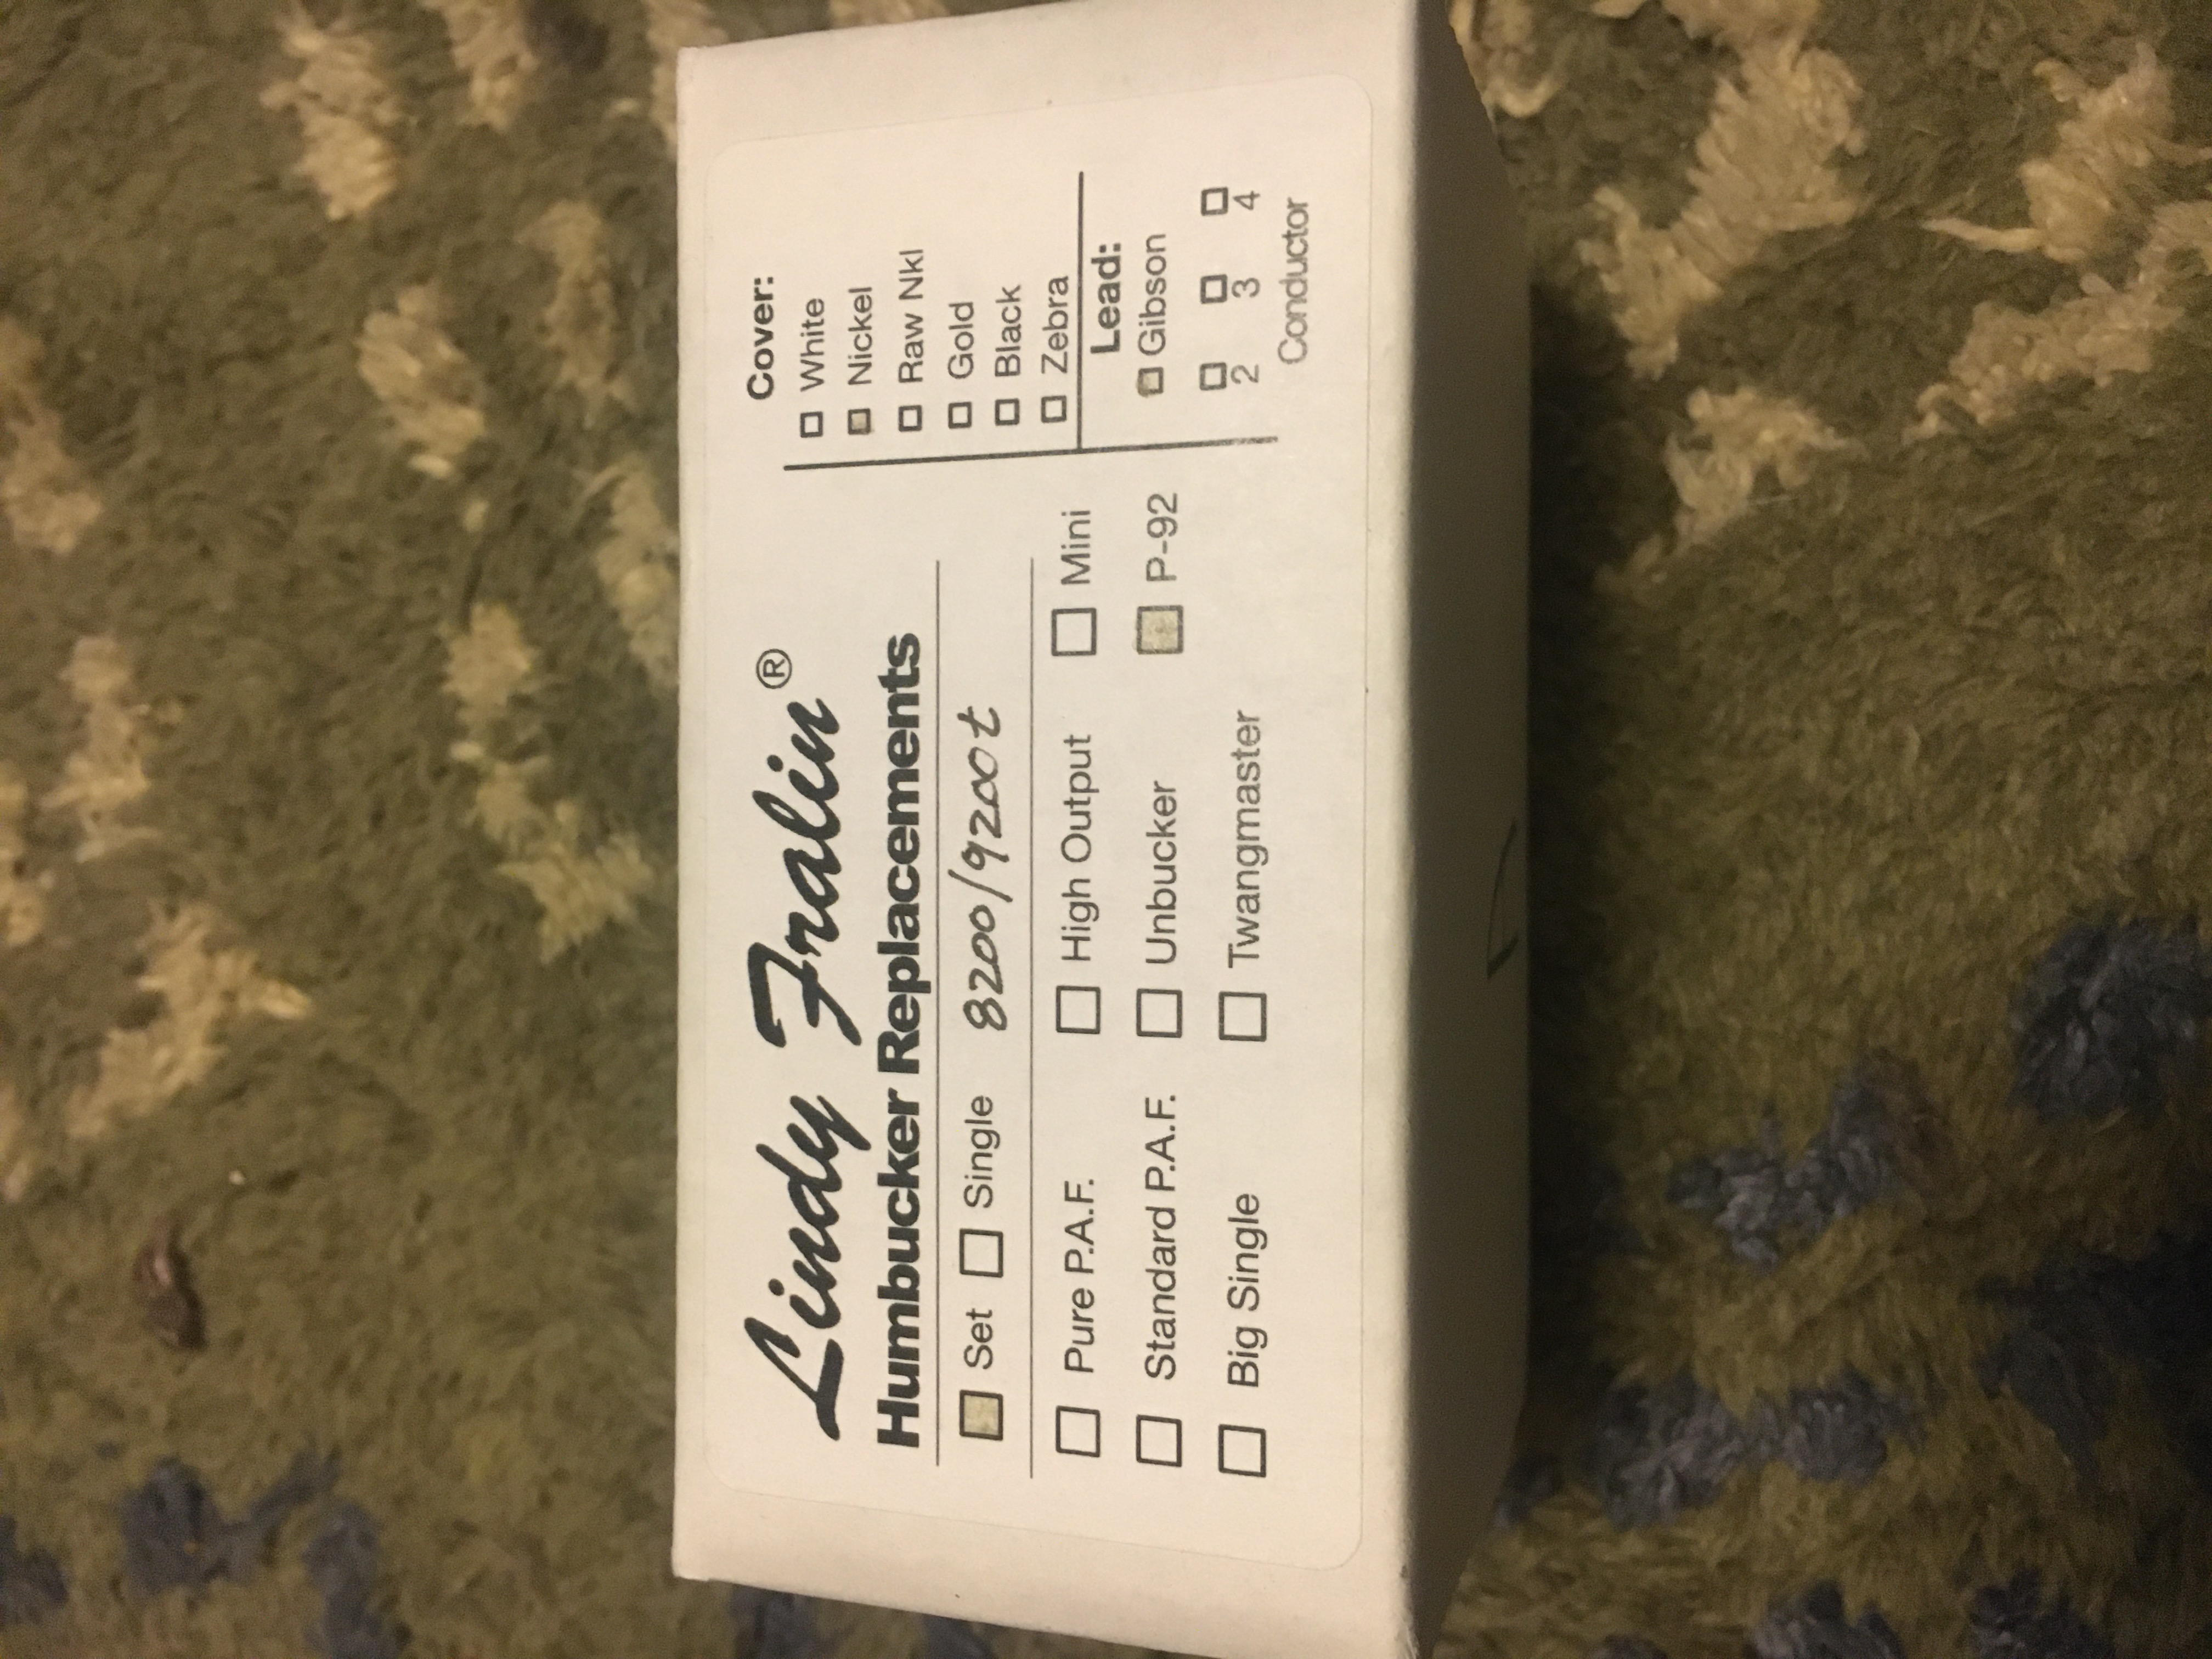 Lindy Fralin®
Humbucker Replacements
Set Single 8200/9200t
Pure P.A.F. High Output Mini
Standard P.A.F. Unbucker P-92
Big Single Twangmaster
Cover:
White
Nickel
Raw Nkl
Gold
Black
Zebra
Lead:
Gibson
2 3 4
Conductor